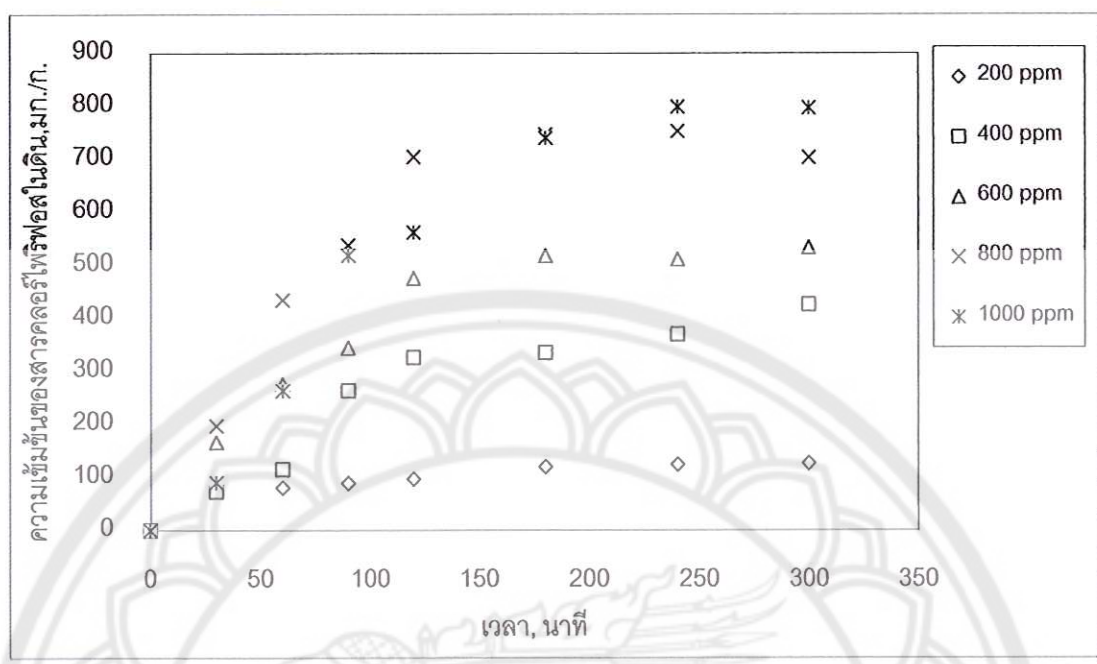 ความเข้มข้นของสารคลอร์ไพริฟอสในดิน,มก./ก.
900
800
700
600
500
400
300
200
100
0
0 50 100 150 200 250 300 350
เวลา, นาที
200 ppm
400 ppm
600 ppm
800 ppm
1000 ppm